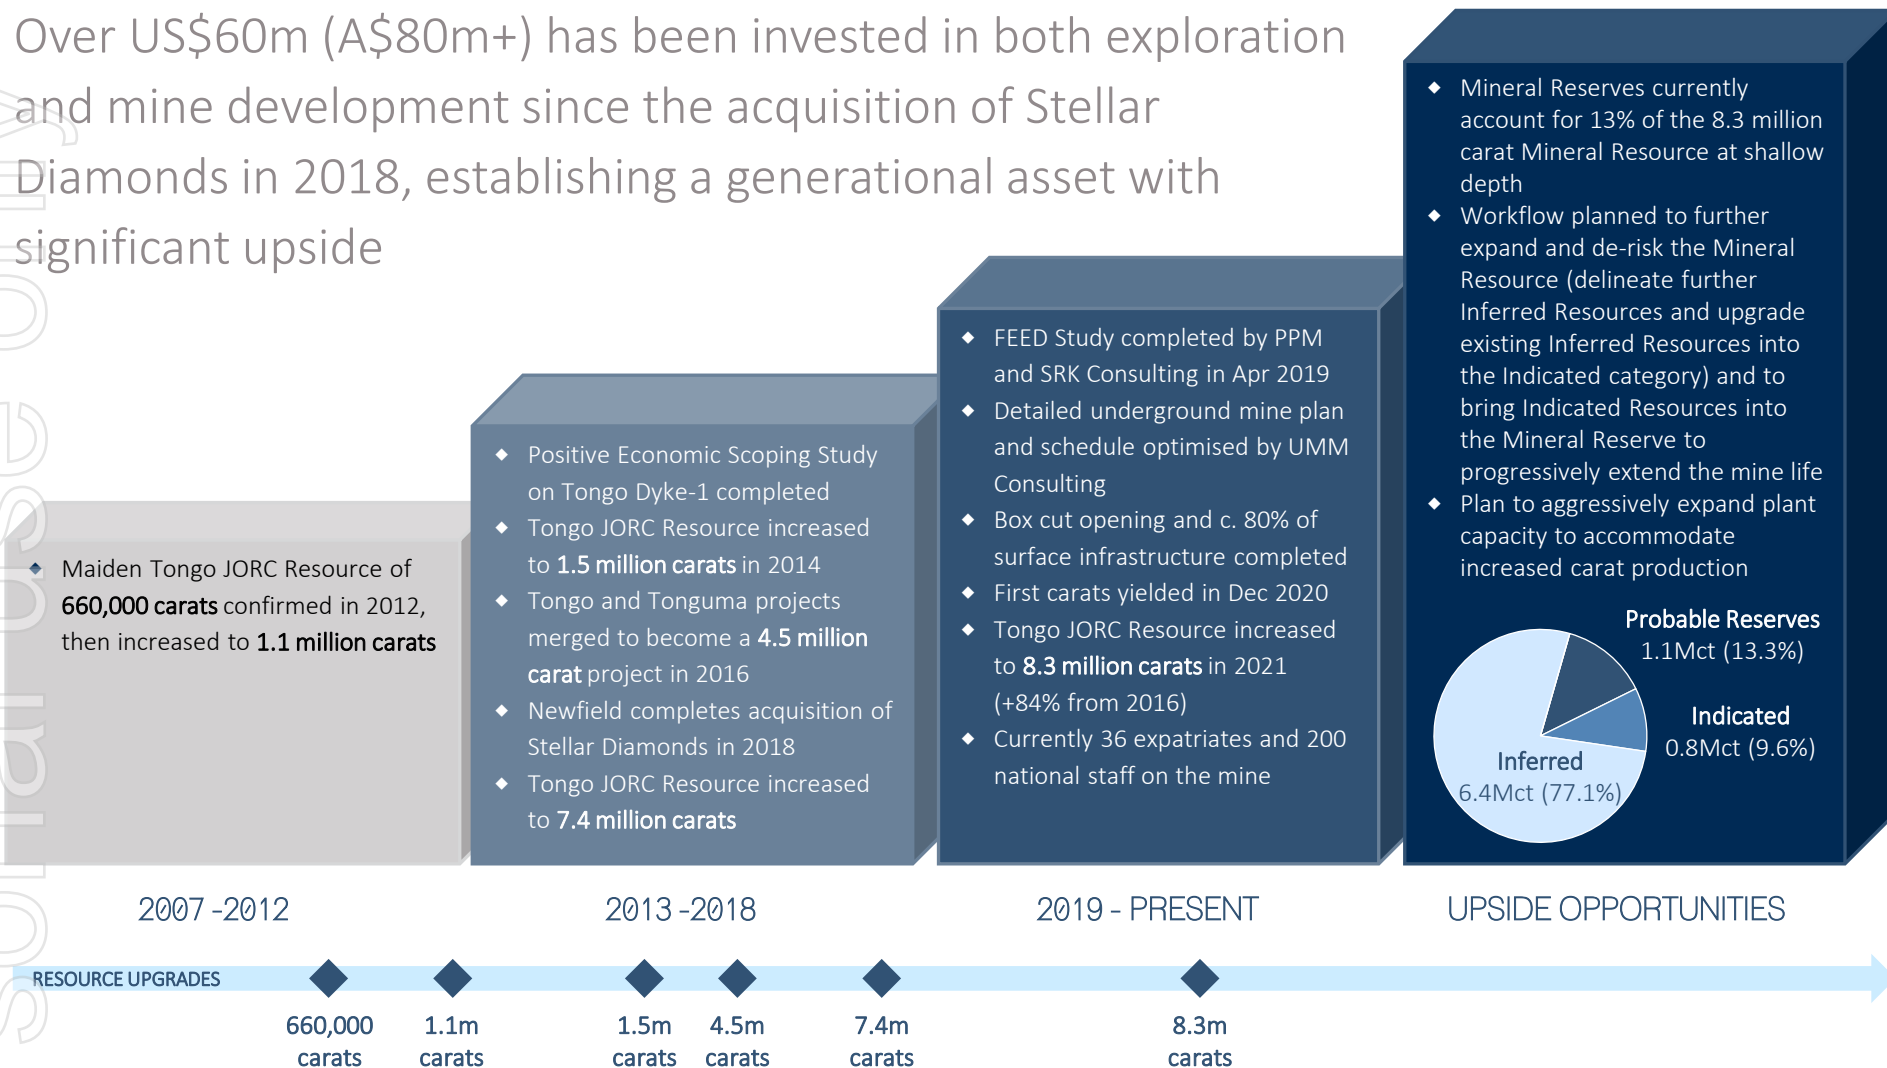 Over US$60m (A$80m+) has been invested in both exploration
and mine development since the acquisition of Stellar
Diamonds in 2018, establishing a generational asset with
significant upside
Maiden Tongo JORC Resource of
660,000 carats confirmed in 2012,
then increased to 1.1 million carats
Positive Economic Scoping Study
on Tongo Dyke-1 completed
Tongo JORC Resource increased
to 1.5 million carats in 2014
Tongo and Tonguma projects
merged to become a 4.5 million
carat project in 2016
Newfield completes acquisition of
Stellar Diamonds in 2018
Tongo JORC Resource increased
to 7.4 million carats
FEED Study completed by PPM
and SRK Consulting in Apr 2019
Detailed underground mine plan
and schedule optimised by UMM
Consulting
Box cut opening and c. 80% of
surface infrastructure completed
First carats yielded in Dec 2020
Tongo JORC Resource increased
to 8.3 million carats in 2021
(+84% from 2016)
Currently 36 expatriates and 200
national staff on the mine
Mineral Reserves currently
account for 13% of the 8.3 million
carat Mineral Resource at shallow
depth
Workflow planned to further
expand and de-risk the Mineral
Resource (delineate further
Inferred Resources and upgrade
existing Inferred Resources into
the Indicated category) and to
bring Indicated Resources into
the Mineral Reserve to
progressively extend the mine life
Plan to aggressively expand plant
capacity to accommodate
increased carat production
Probable Reserves
1.1Mct (13.3%)
Indicated
0.8Mct (9.6%)
Inferred
6.4Mct (77.1%)
2007 -2012
2013 -2018
2019 - PRESENT
UPSIDE OPPORTUNITIES
RESOURCE UPGRADES
660,000
carats
1.1m
carats
1.5m
carats
4.5m
carats
7.4m
carats
8.3m
carats
sonal use only